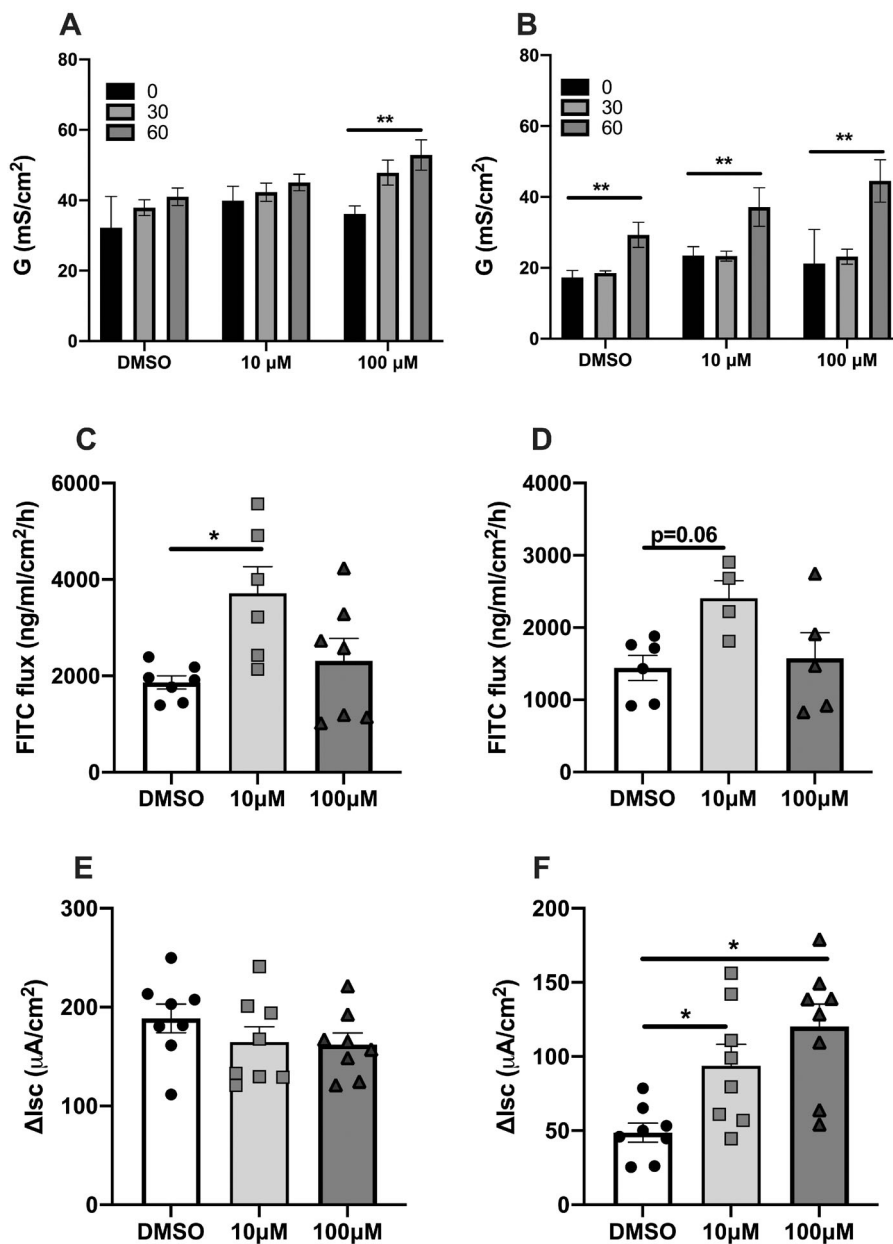 A
80
60
40
20
0
G (mS/cm²)
0
30
60
**
DMSO
10 µM
100 µM
B
80
60
40
20
0
G (mS/cm²)
0
30
60
**
**
**
DMSO
10 µM
100 µM
C
6000
4000
2000
0
FITC flux (ng/ml/cm²/h)
*
DMSO
10µM
100µM
D
4000
3000
2000
1000
0
FITC flux (ng/ml/cm²/h)
p=0.06
DMSO
10µM
100µM
E
300
200
100
0
ΔIsc (µA/cm²)
DMSO
10µM
100µM
F
200
150
100
50
0
ΔIsc (µA/cm²)
*
*
DMSO
10µM
100µM